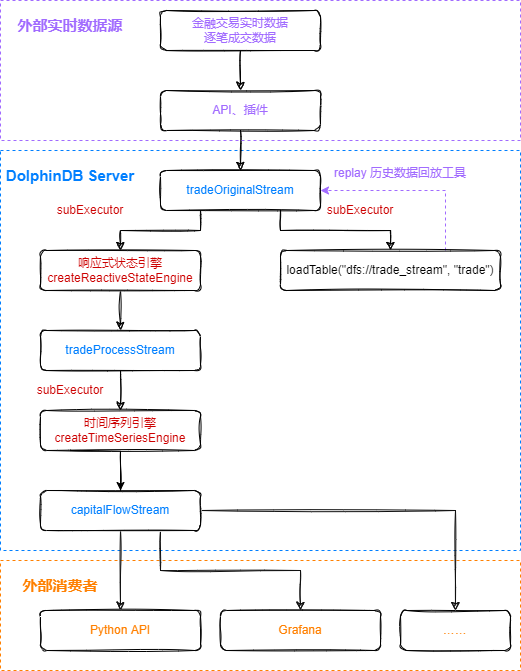 外部实时数据源
金融交易实时数据
逐笔成交数据
API、插件
DolphinDB Server
replay 历史数据回放工具
tradeOriginalStream
subExecutor
subExecutor
响应式状态引擎
createReactiveStateEngine
loadTable("dfs://trade_stream", "trade")
tradeProcessStream
subExecutor
时间序列引擎
createTimeSeriesEngine
capitalFlowStream
外部消费者
Python API
Grafana
……